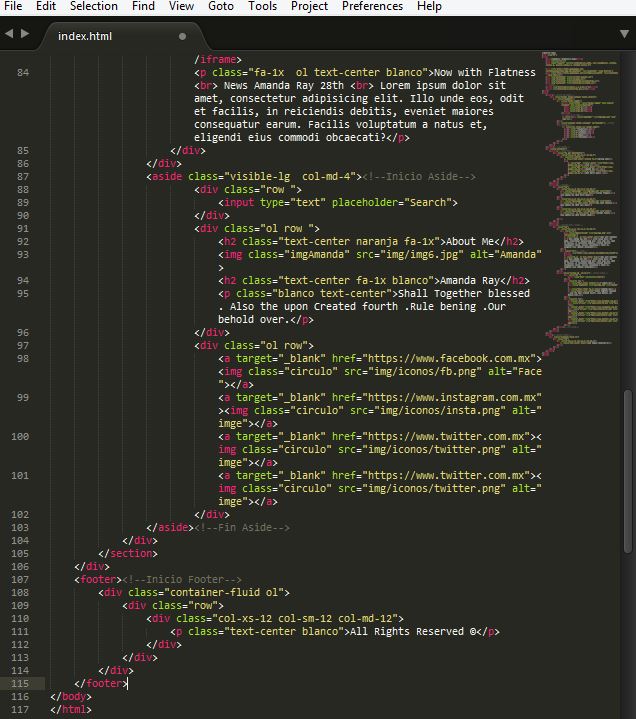 File Edit Selection Find View Goto Tools Project Preferences Help
index.html
/iframe>
84 <p class="fa-1x  ol text-center blanco">Now with Flatness
<br> News Amanda Ray 28th <br> Lorem ipsum dolor sit
amet, consectetur adipisicing elit. Illo unde eos, odit
et facilis, in reiciendis debitis, eveniet maiores
consequatur earum. Facilis voluptatum a natus et,
eligendi eius commodi obcaecati?</p>
85 </div>
86 </div>
87 <aside class="visible-lg  col-md-4"><!--Inicio Aside-->
88 <div class="row ">
89 <input type="text" placeholder="Search">
90 </div>
91 <div class="ol row ">
92 <h2 class="text-center naranja fa-1x">About Me</h2>
93 <img class="imgAmanda" src="img/img6.jpg" alt="Amanda"
>
94 <h2 class="text-center fa-1x blanco">Amanda Ray</h2>
95 <p class="blanco text-center">Shall Together blessed
. Also the upon Created fourth .Rule bening .Our
behold over.</p>
96 </div>
97 <div class="ol row">
98 <a target="_blank" href="https://www.facebook.com.mx">
<img class="circulo" src="img/iconos/fb.png" alt="Face
"></a>
99 <a target="_blank" href="https://www.instagram.com.mx"
><img class="circulo" src="img/iconos/insta.png" alt="
imge"></a>
100 <a target="_blank" href="https://www.twitter.com.mx"><
img class="circulo" src="img/iconos/twitter.png" alt="
imge"></a>
101 <a target="_blank" href="https://www.twitter.com.mx"><
img class="circulo" src="img/iconos/twitter.png" alt="
imge"></a>
102 </div>
103 </aside><!--Fin Aside-->
104 </div>
105 </section>
106 </div>
107 <footer><!--Inicio Footer-->
108 <div class="container-fluid ol">
109 <div class="row">
110 <div class="col-xs-12 col-sm-12 col-md-12">
111 <p class="text-center blanco">All Rights Reserved ©</p>
112 </div>
113 </div>
114 </div>
115 </footer>
116 </body>
117 </html>